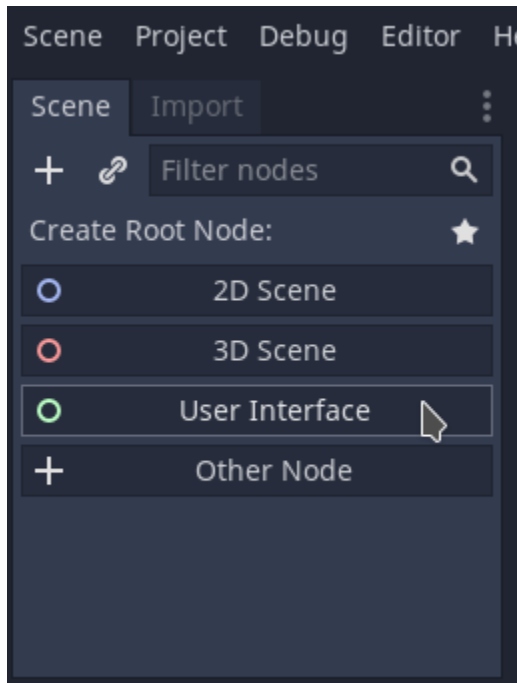 Scene Project Debug Editor
Scene Import
Filter nodes
Create Root Node:
2D Scene
3D Scene
User Interface
Other Node